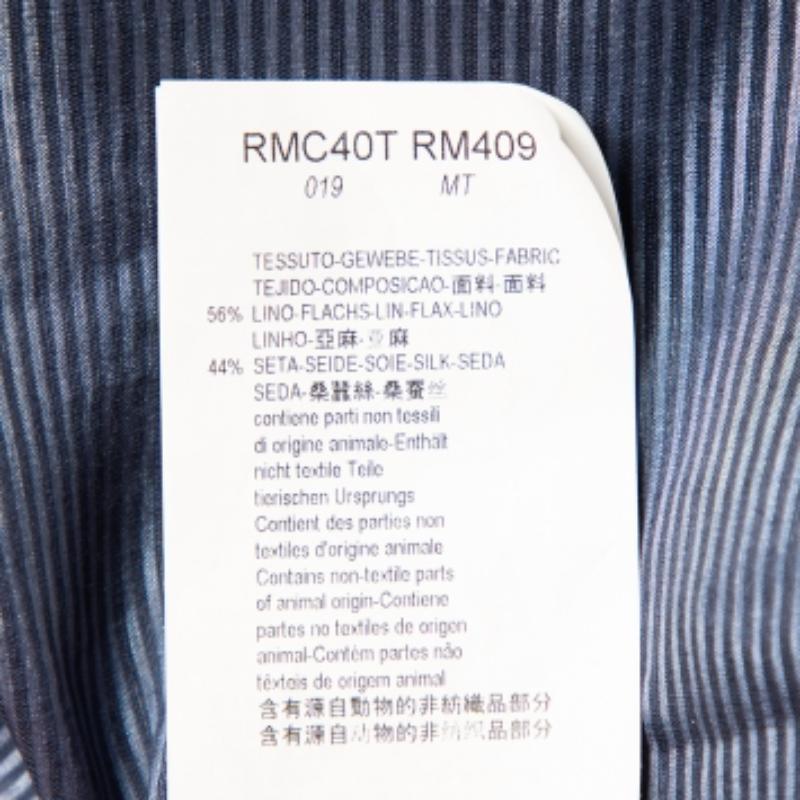 RMC40T RM409
019 MT
TESSUTO-GEWEBE-TISSUS-FABRIC
TEJIDO-COMPOSICAO-面料-面料
56% LINO-FLACHS-LIN-FLAX-LINO
LINHO-亞麻-亚麻
44% SETA-SEIDE-SOIE-SILK-SEDA
SEDA-桑蠶絲-桑蚕丝
contiene parti non tessili
di origine animale-Enthält
nicht textile Teile
tierischen Ursprungs
Contient des parties non
textiles d'origine animale
Contains non-textile parts
of animal origin-Contiene
partes no textiles de origen
animal-Contém partes não
têxteis de origem animal
含有源自動物的非紡織品部分
含有源自动物的非纺织品部分